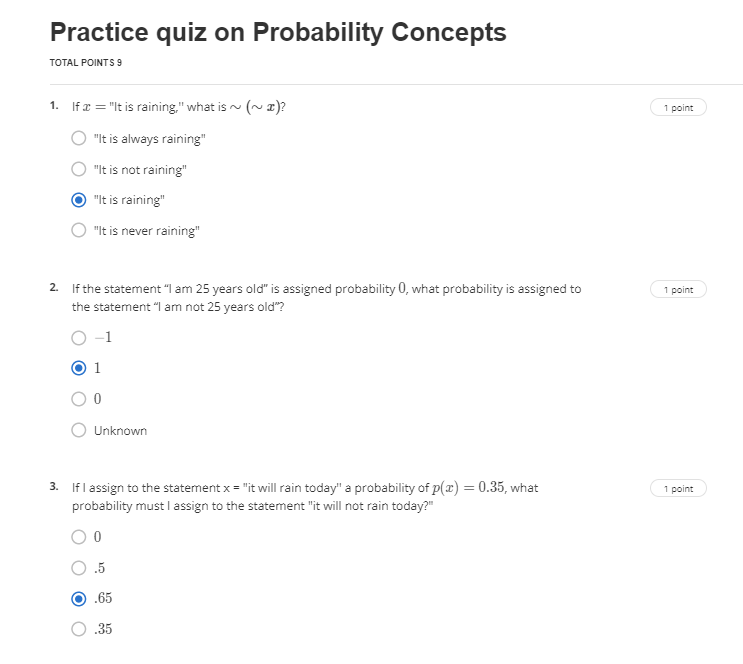 Practice quiz on Probability Concepts
TOTAL POINTS 9
1. If x = "It is raining," what is ∼ (∼ x)?
1 point
"It is always raining"
"It is not raining"
"It is raining"
"It is never raining"
2. If the statement “I am 25 years old” is assigned probability 0, what probability is assigned to
the statement “I am not 25 years old”?
1 point
−1
1
0
Unknown
3. If I assign to the statement x = "it will rain today" a probability of p(x) = 0.35, what
probability must I assign to the statement "it will not rain today?"
1 point
0
.5
.65
.35